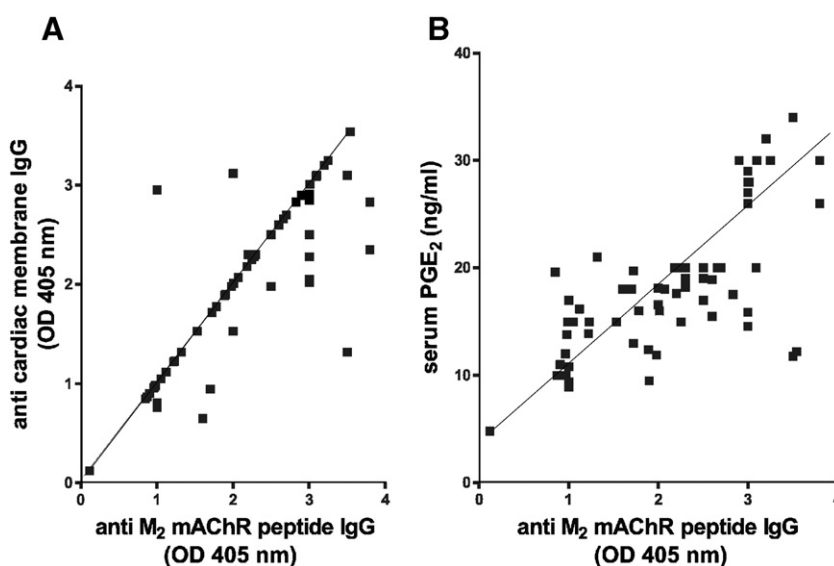 A
anti cardiac membrane IgG
(OD 405 nm)
4
3
2
1
0
0
1
2
3
4
anti M₂ mAChR peptide IgG
(OD 405 nm)
B
serum PGE₂ (ng/ml)
40
30
20
10
0
0
1
2
3
4
anti M₂ mAChR peptide IgG
(OD 405 nm)